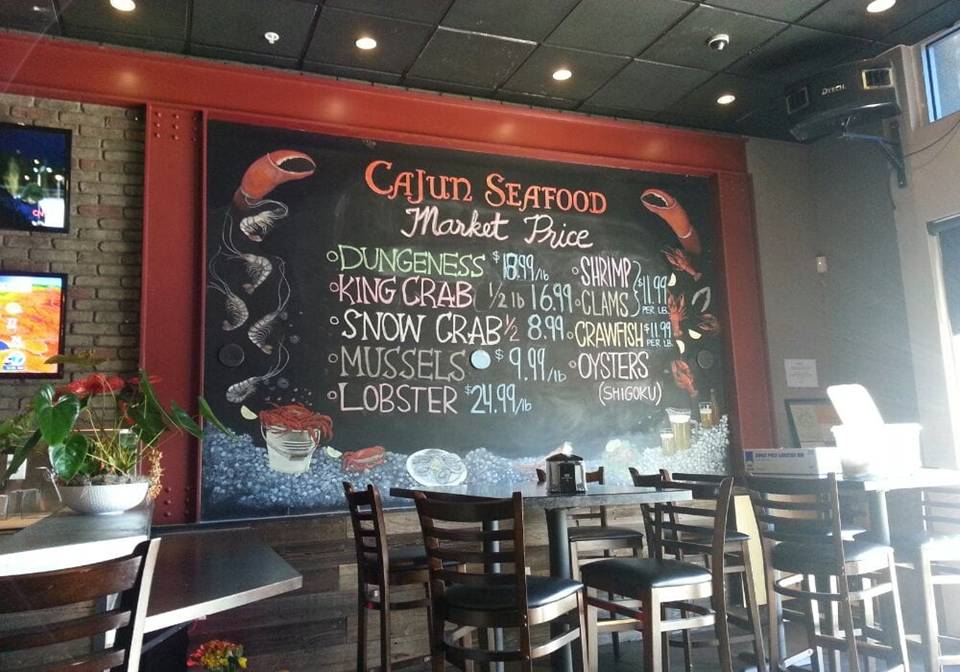 CAJUN SEAFOOD
Market Price
DUNGENESS $18.99/lb
KING CRAB 1/2 lb 16.99
SNOW CRAB 1/2 8.99
MUSSELS $9.99/lb
LOBSTER $24.99/lb
SHRIMP
CLAMS
$11.99
PER LB.
CRAWFISH $11.99
PER LB.
OYSTERS
(SHIGOKU)